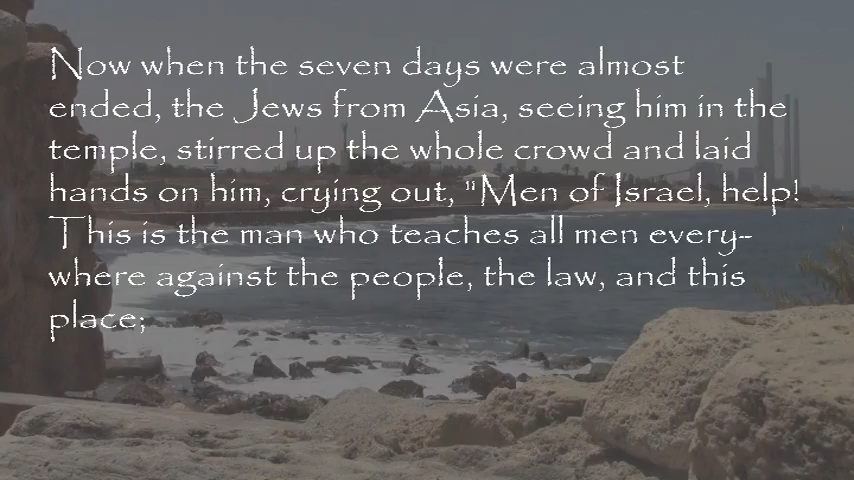 Now when the seven days were almost
ended, the Jews from Asia, seeing him in the
temple, stirred up the whole crowd and laid
hands on him, crying out, "Men of Israel, help!
This is the man who teaches all men every-
where against the people, the law, and this
place;